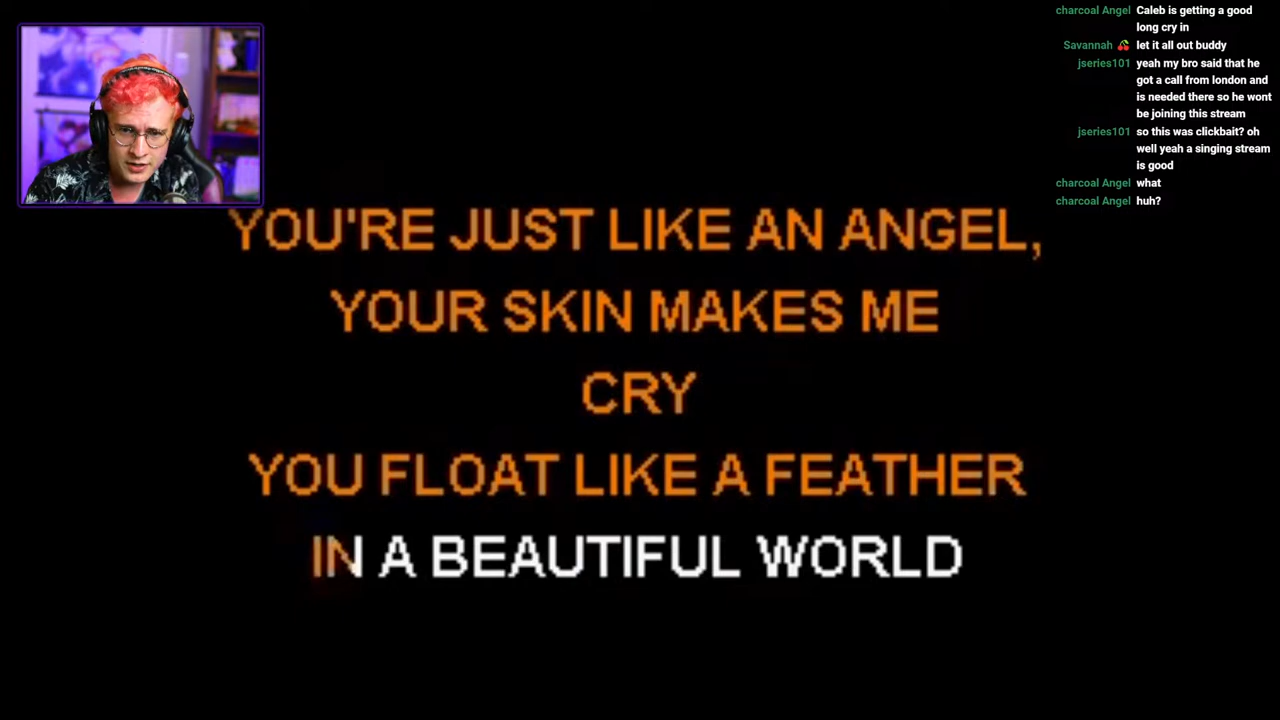 YOU'RE JUST LIKE AN ANGEL,
YOUR SKIN MAKES ME
CRY
YOU FLOAT LIKE A FEATHER
IN A BEAUTIFUL WORLD
charcoal Angel Caleb is getting a good
long cry in
Savannah 🍒 let it all out buddy
jseries101 yeah my bro said that he
got a call from london and
is needed there so he wont
be joining this stream
jseries101 so this was clickbait? oh
well yeah a singing stream
is good
charcoal Angel what
charcoal Angel huh?